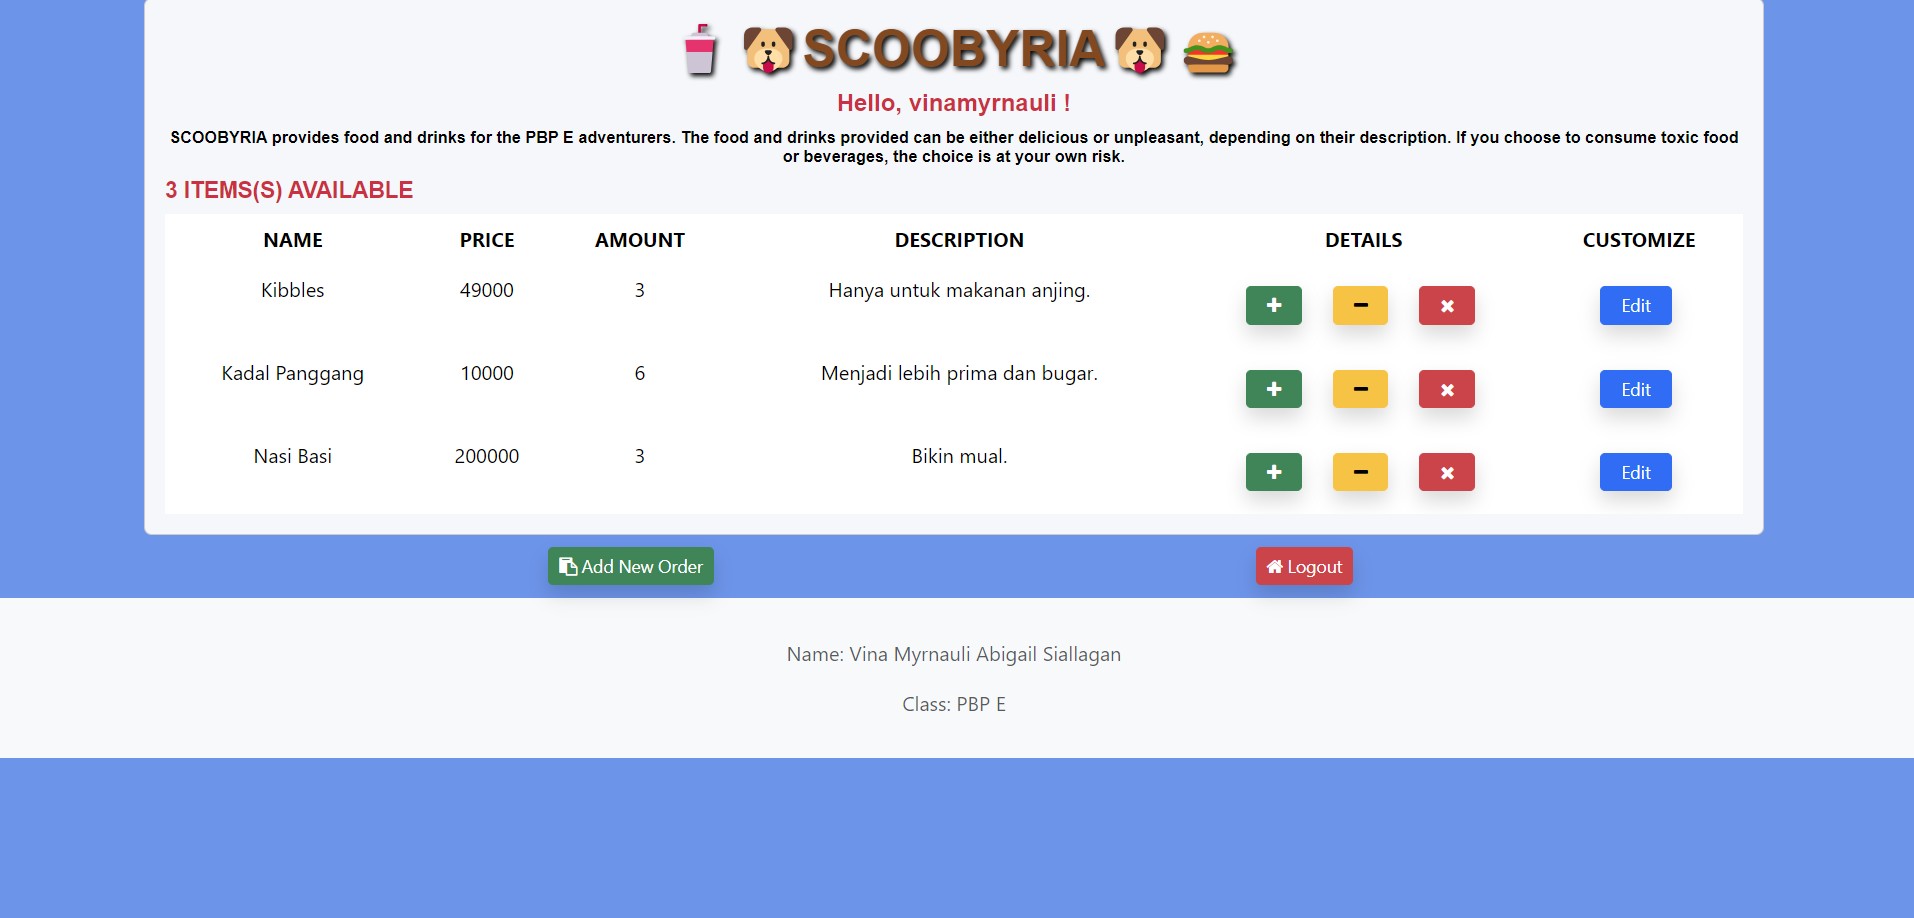 SCOOBYRIA
Hello, vinamyrnauli !
SCOOBYRIA provides food and drinks for the PBP E adventurers. The food and drinks provided can be either delicious or unpleasant, depending on their description. If you choose to consume toxic food
or beverages, the choice is at your own risk.
3 ITEMS(S) AVAILABLE
NAME PRICE AMOUNT DESCRIPTION DETAILS CUSTOMIZE
Kibbles 49000 3 Hanya untuk makanan anjing. Edit
Kadal Panggang 10000 6 Menjadi lebih prima dan bugar. Edit
Nasi Basi 200000 3 Bikin mual. Edit
Add New Order Logout
Name: Vina Myrnauli Abigail Siallagan
Class: PBP E